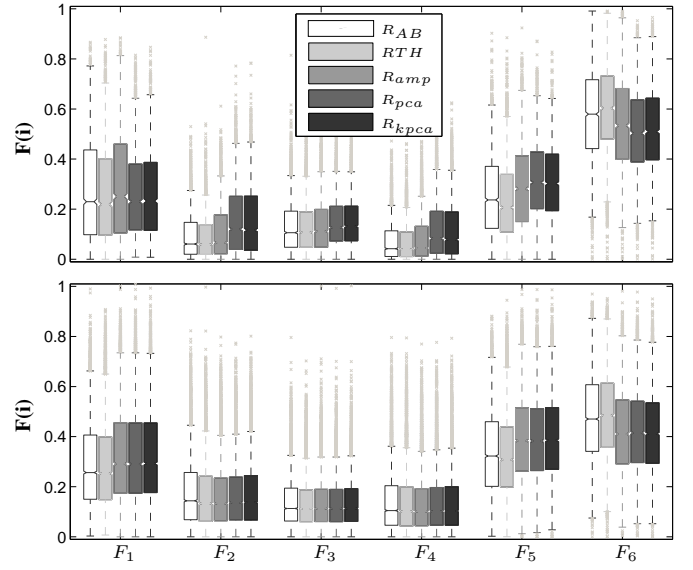 1
R_AB
RTH
R_amp
R_pca
R_kpca
0.8
0.6
0.4
0.2
0
F(i)
1
0.8
0.6
0.4
0.2
0
F(i)
F_1 F_2 F_3 F_4 F_5 F_6